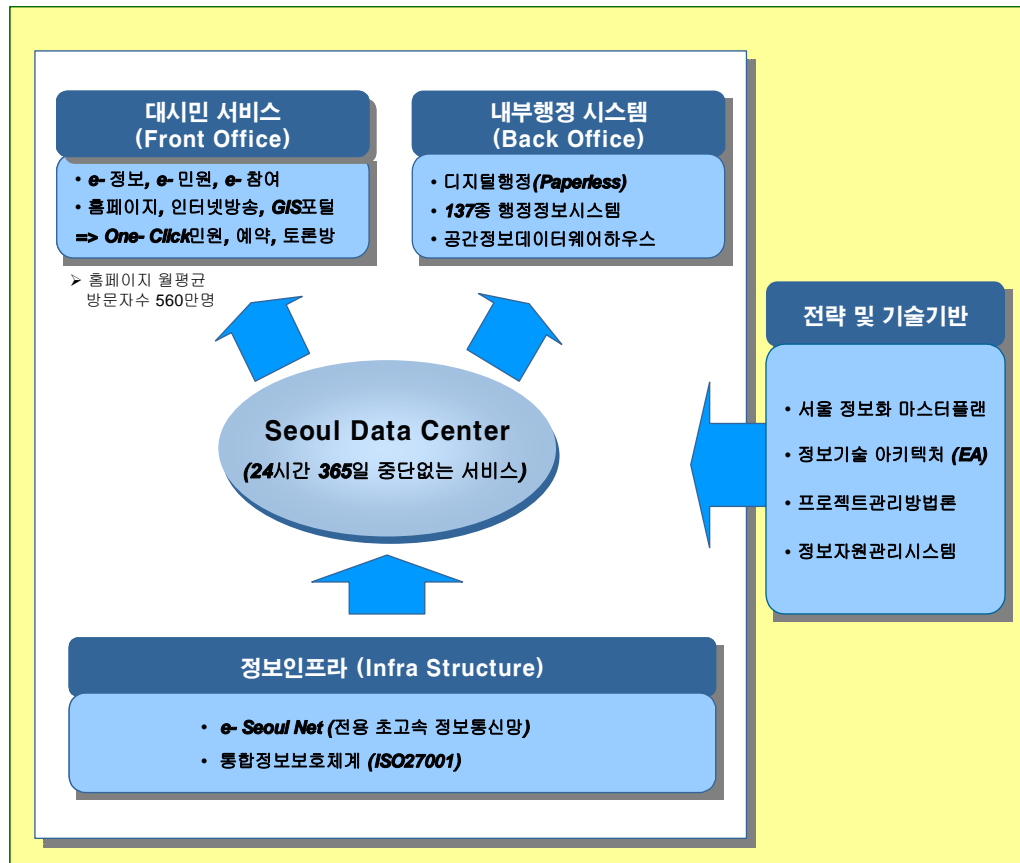 대시민 서비스
(Front Office)
• e- 정보, e- 민원, e- 참여
• 홈페이지, 인터넷방송, GIS포털
=> One- Click민원, 예약, 토론방
➢ 홈페이지 월평균
방문자수 560만명
내부행정 시스템
(Back Office)
• 디지털행정(Paperless)
• 137종 행정정보시스템
• 공간정보데이터웨어하우스
전략 및 기술기반
• 서울 정보화 마스터플랜
• 정보기술 아키텍처 (EA)
• 프로젝트관리방법론
• 정보자원관리시스템
Seoul Data Center
(24시간 365일 중단없는 서비스)
정보인프라 (Infra Structure)
• e- Seoul Net (전용 초고속 정보통신망)
• 통합정보보호체계 (ISO27001)